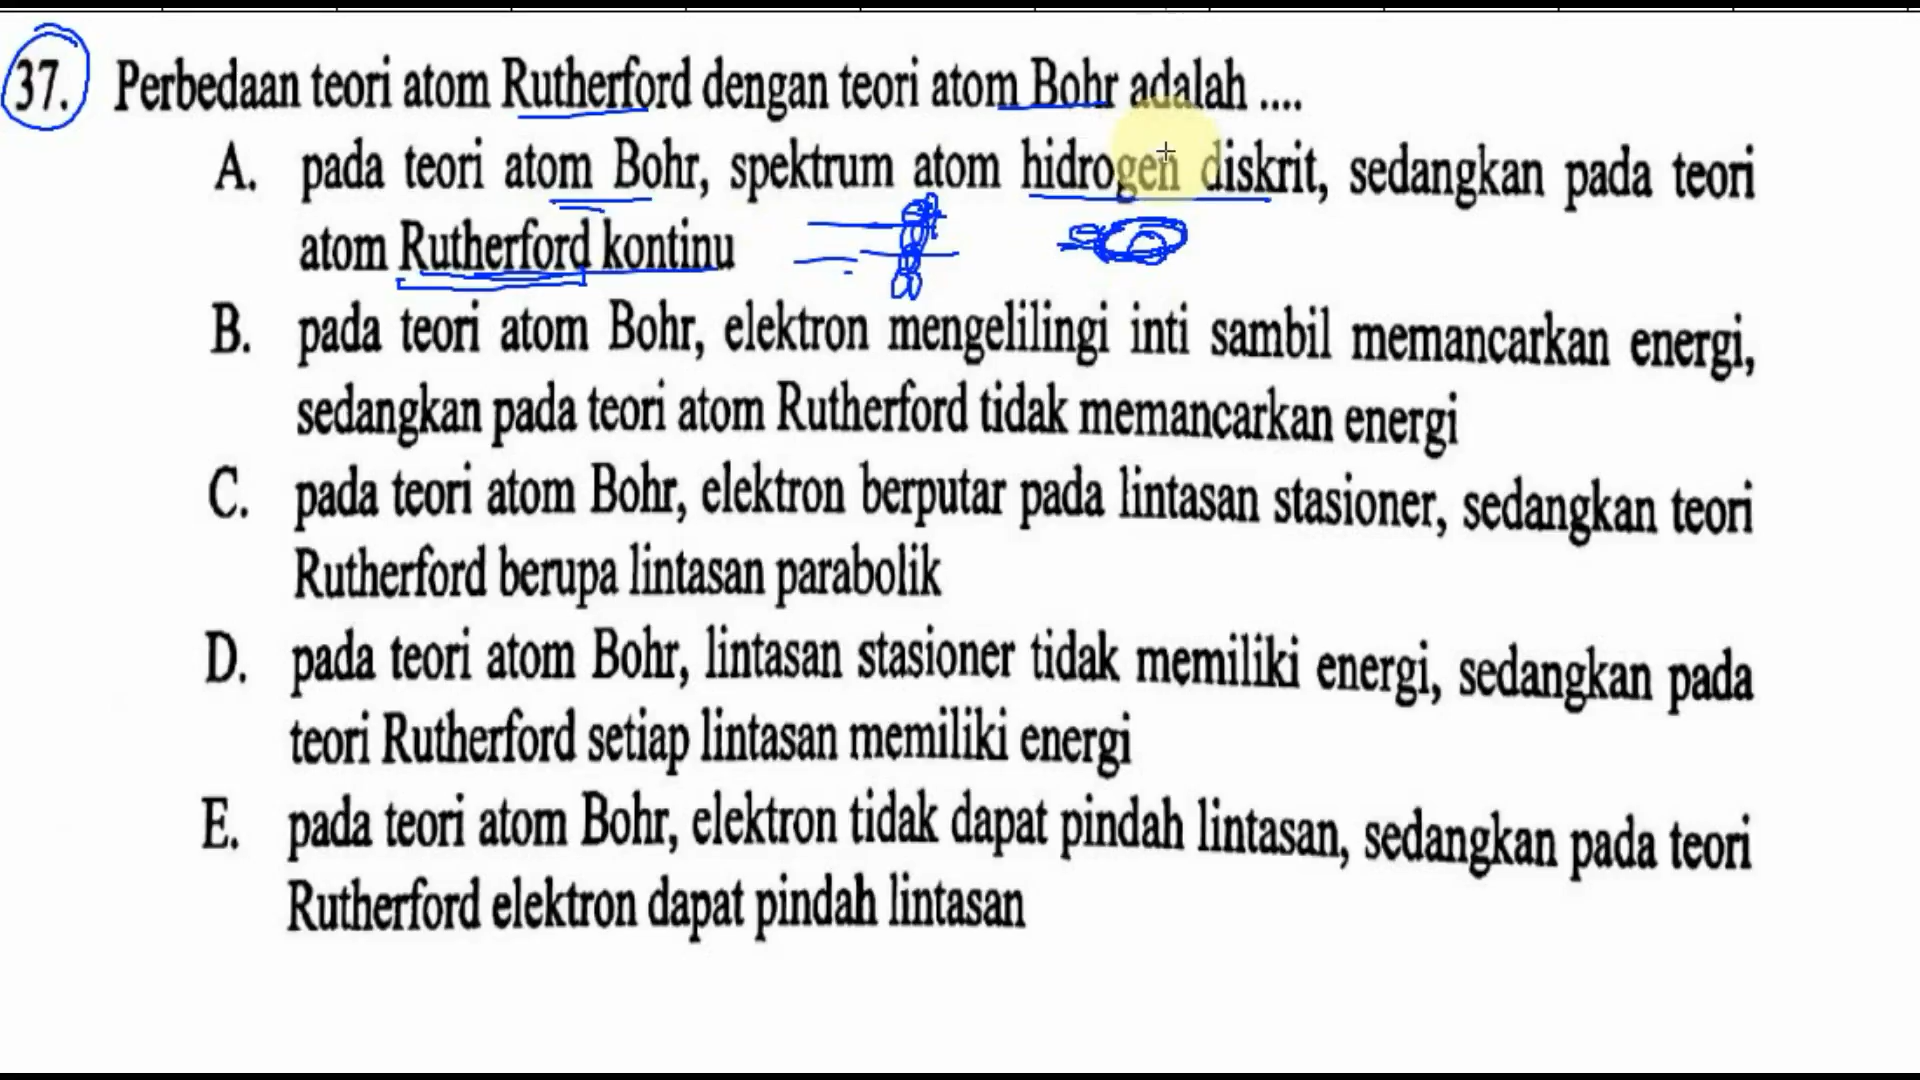 37. Perbedaan teori atom Rutherford dengan teori atom Bohr adalah ....
A. pada teori atom Bohr, spektrum atom hidrogen diskrit, sedangkan pada teori
atom Rutherford kontinu
B. pada teori atom Bohr, elektron mengelilingi inti sambil memancarkan energi,
sedangkan pada teori atom Rutherford tidak memancarkan energi
C. pada teori atom Bohr, elektron berputar pada lintasan stasioner, sedangkan teori
Rutherford berupa lintasan parabolik
D. pada teori atom Bohr, lintasan stasioner tidak memiliki energi, sedangkan pada
teori Rutherford setiap lintasan memiliki energi
E. pada teori atom Bohr, elektron tidak dapat pindah lintasan, sedangkan pada teori
Rutherford elektron dapat pindah lintasan